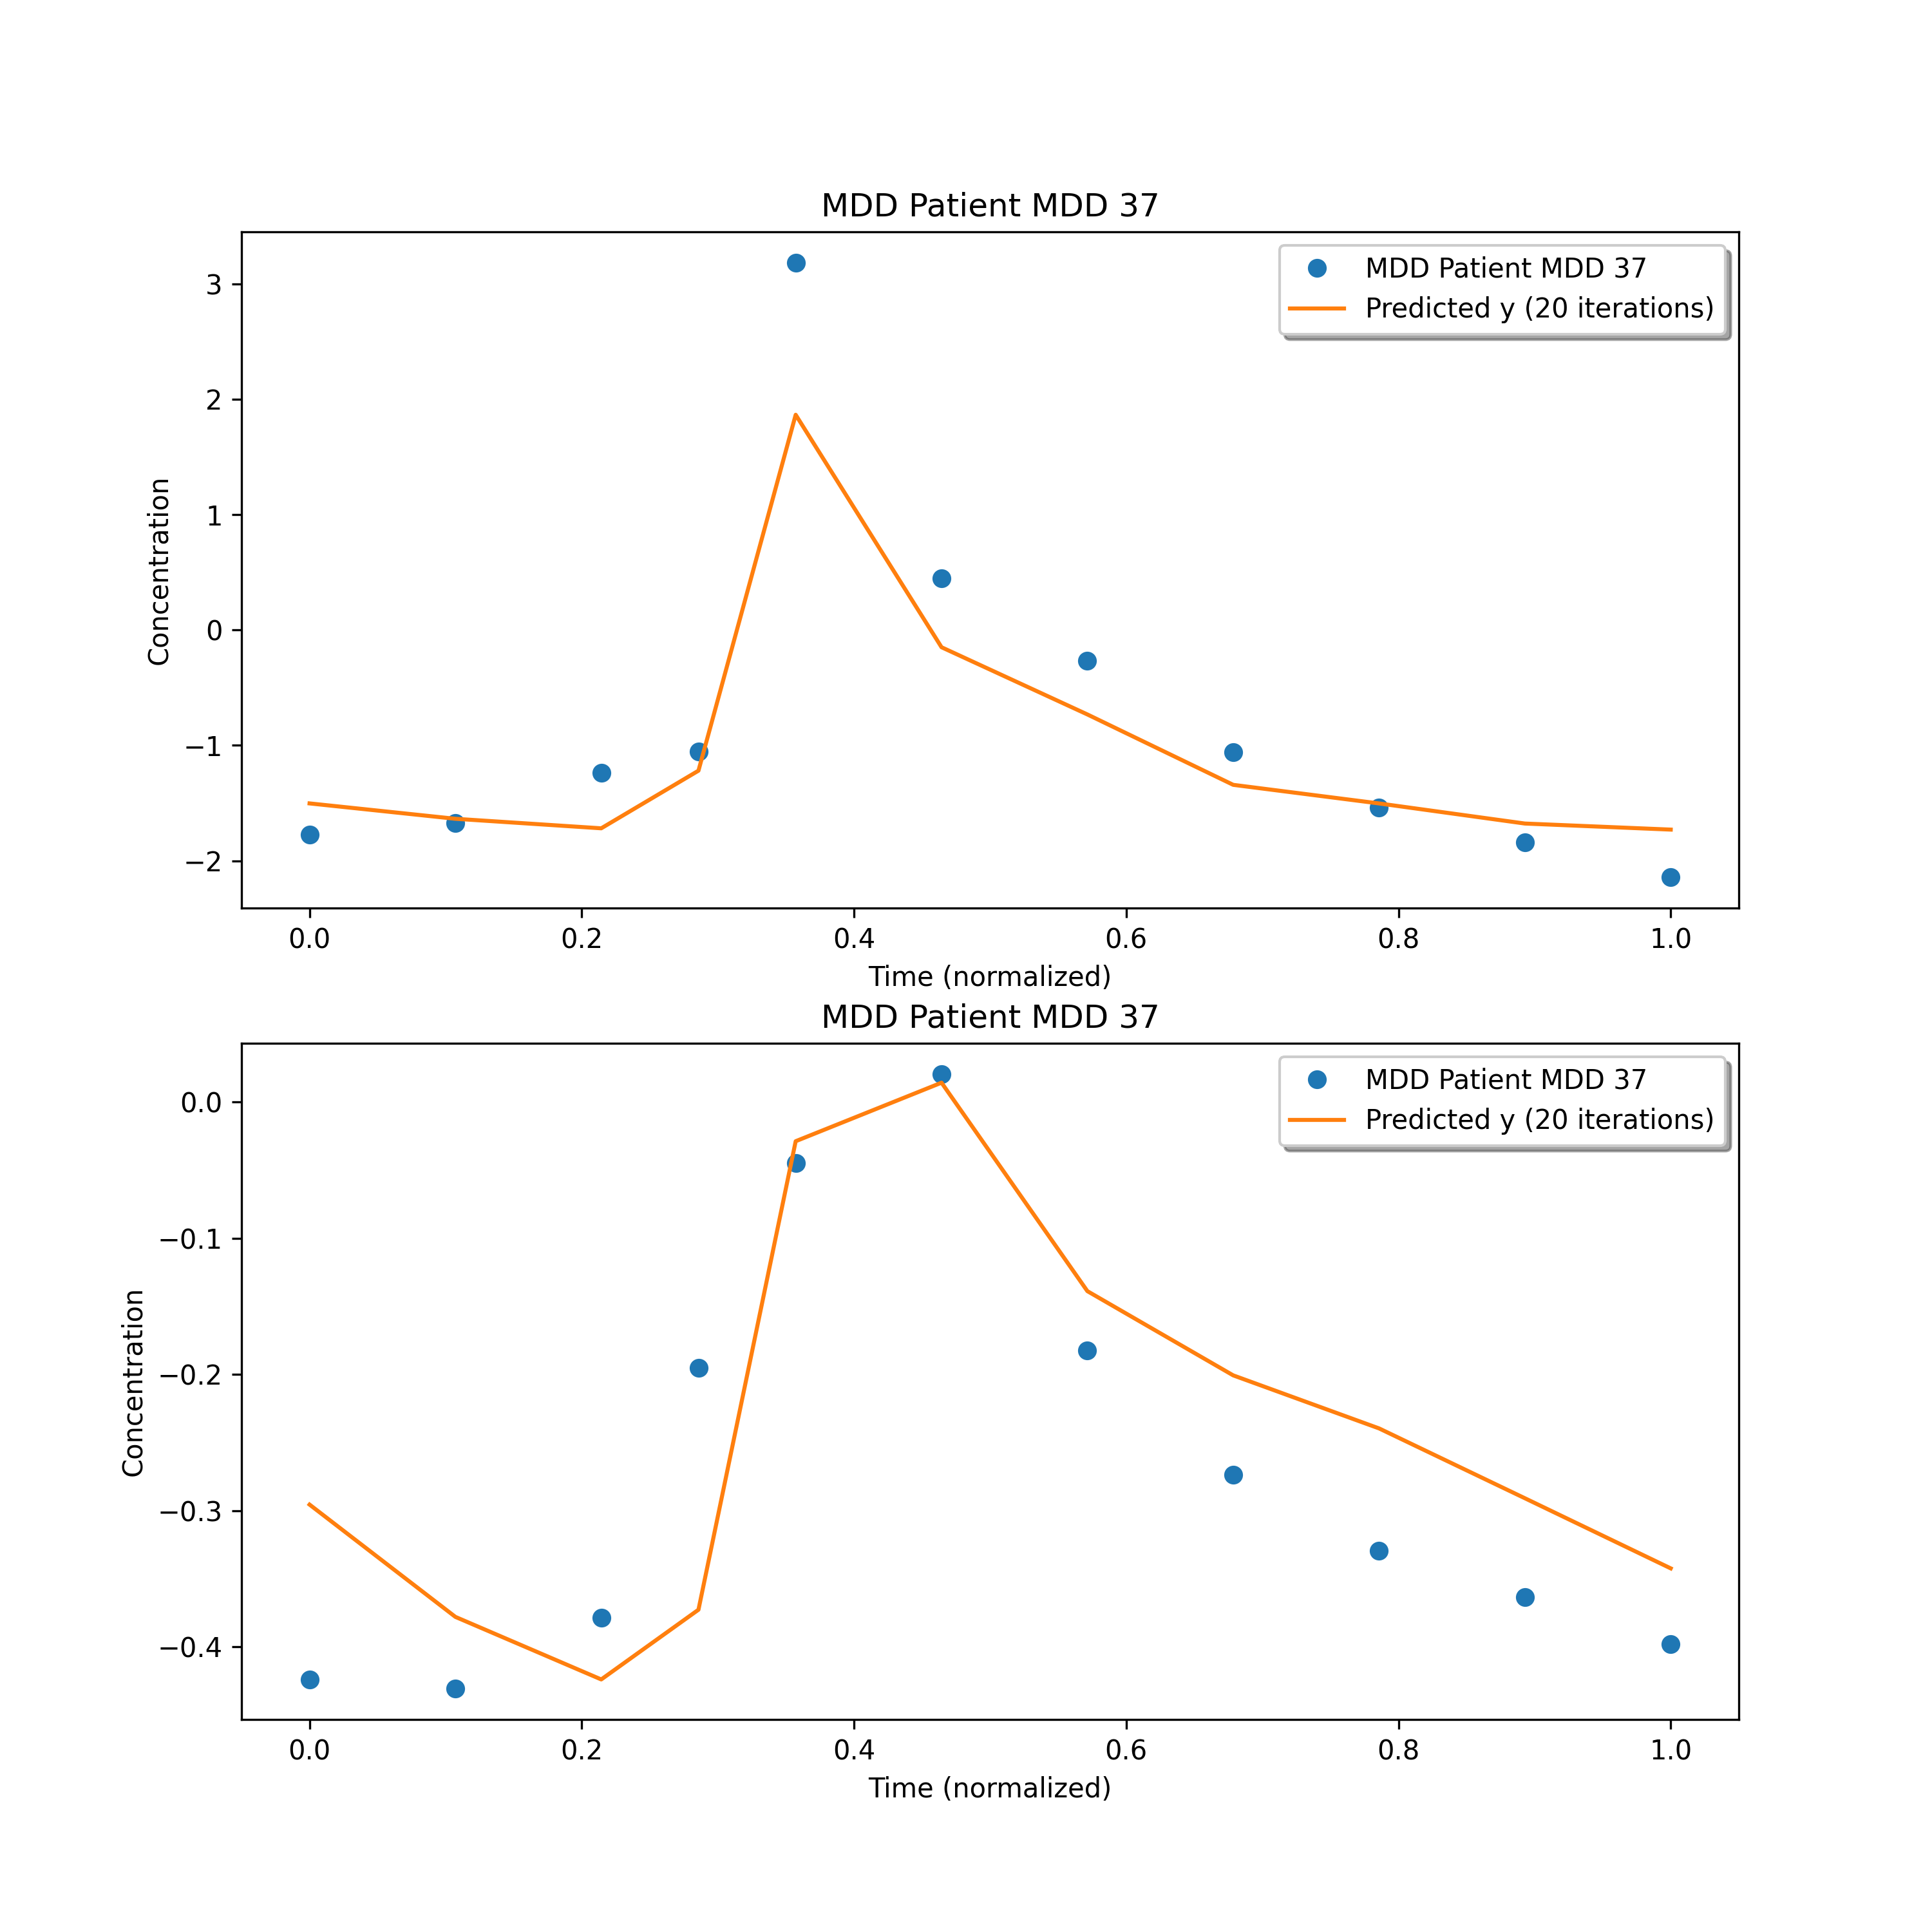 MDD Patient MDD 37
MDD Patient MDD 37
Predicted y (20 iterations)
3
2
1
0
−1
−2
Concentration
0.0 0.2 0.4 0.6 0.8 1.0
Time (normalized)
MDD Patient MDD 37
MDD Patient MDD 37
Predicted y (20 iterations)
0.0
−0.1
−0.2
−0.3
−0.4
Concentration
0.0 0.2 0.4 0.6 0.8 1.0
Time (normalized)